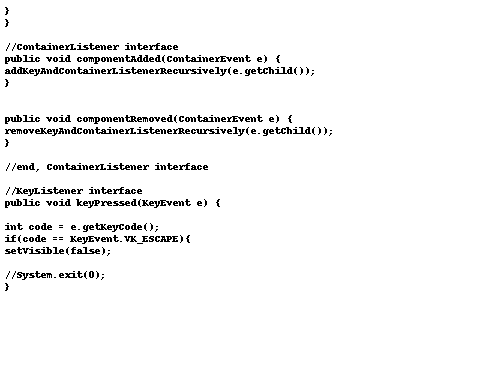 }
}
//ContainerListener interface
public void componentAdded(ContainerEvent e) {
addKeyAndContainerListenerRecursively(e.getChild());
}
public void componentRemoved(ContainerEvent e) {
removeKeyAndContainerListenerRecursively(e.getChild());
}
//end, ContainerListener interface
//KeyListener interface
public void keyPressed(KeyEvent e) {
int code = e.getKeyCode();
if(code == KeyEvent.VK_ESCAPE){
setVisible(false);
//System.exit(0);
}